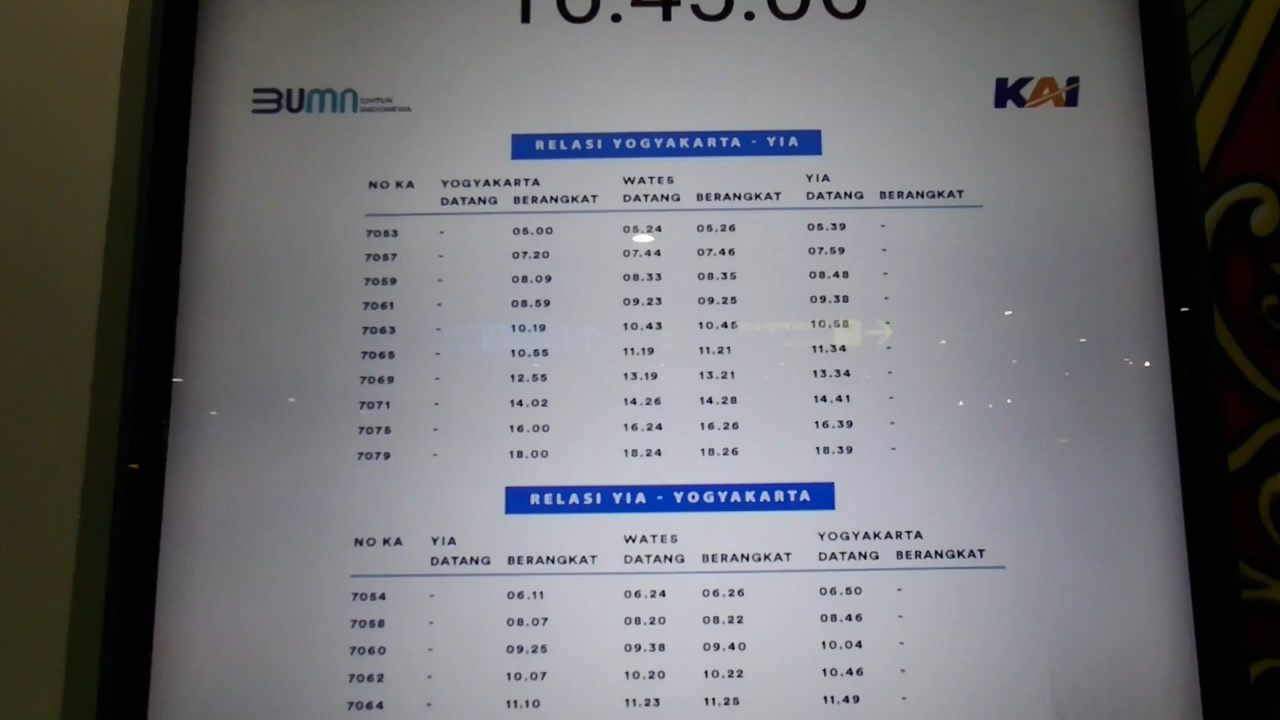 16.45.06
BUMN UNTUK INDONESIA
KAI
RELASI YOGYAKARTA - YIA
NO KA YOGYAKARTA WATES YIA
DATANG BERANGKAT DATANG BERANGKAT DATANG BERANGKAT
7053 - 05.00 05.24 05.26 05.39 -
7057 - 07.20 07.44 07.46 07.59 -
7059 - 08.09 08.33 08.35 08.48 -
7061 - 08.59 09.23 09.25 09.38 -
7063 - 10.19 10.43 10.45 10.58 -
7065 - 10.55 11.19 11.21 11.34 -
7069 - 12.55 13.19 13.21 13.34 -
7071 - 14.02 14.26 14.28 14.41 -
7075 - 16.00 16.24 16.26 16.39 -
7079 - 18.00 18.24 18.26 18.39 -
RELASI YIA - YOGYAKARTA
NO KA YIA WATES YOGYAKARTA
DATANG BERANGKAT DATANG BERANGKAT DATANG BERANGKAT
7054 - 06.11 06.24 06.26 06.50 -
7058 - 08.07 08.20 08.22 08.46 -
7060 - 09.25 09.38 09.40 10.04 -
7062 - 10.07 10.20 10.22 10.46 -
7064 - 11.10 11.23 11.25 11.49 -